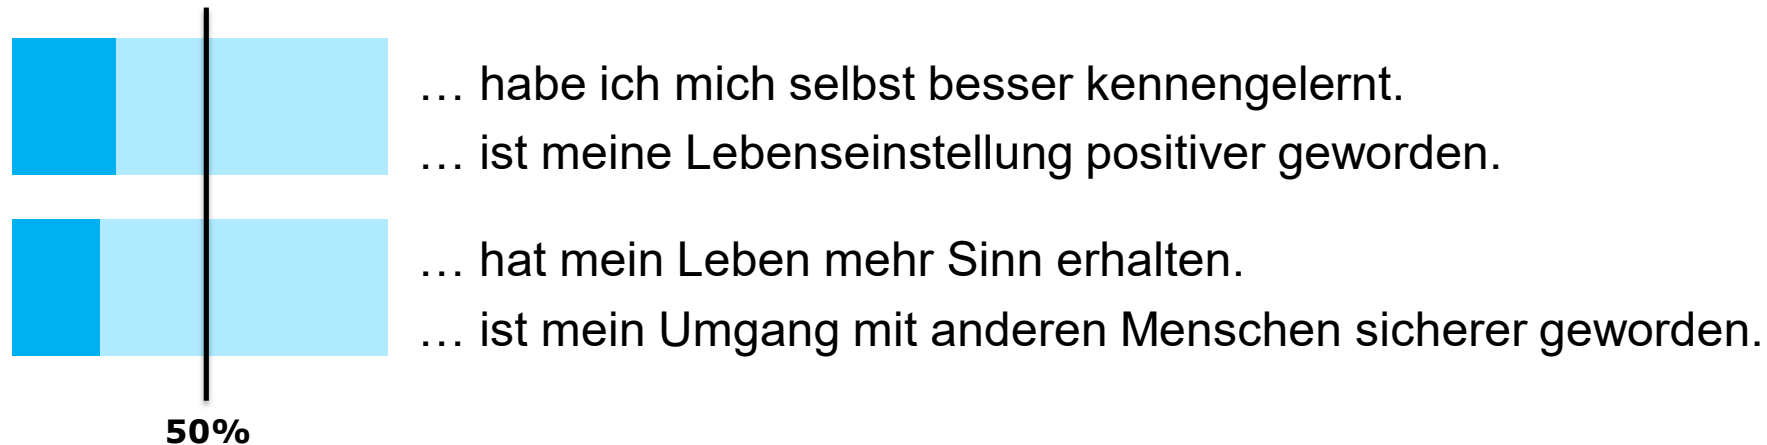 … habe ich mich selbst besser kennengelernt.
… ist meine Lebenseinstellung positiver geworden.
… hat mein Leben mehr Sinn erhalten.
… ist mein Umgang mit anderen Menschen sicherer geworden.
50%